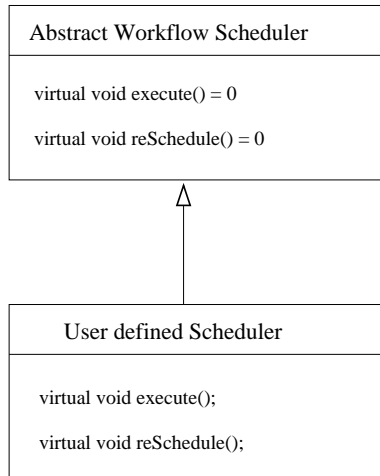 Abstract Workflow Scheduler
virtual void execute() = 0
virtual void reSchedule() = 0
User defined Scheduler
virtual void execute();
virtual void reSchedule();